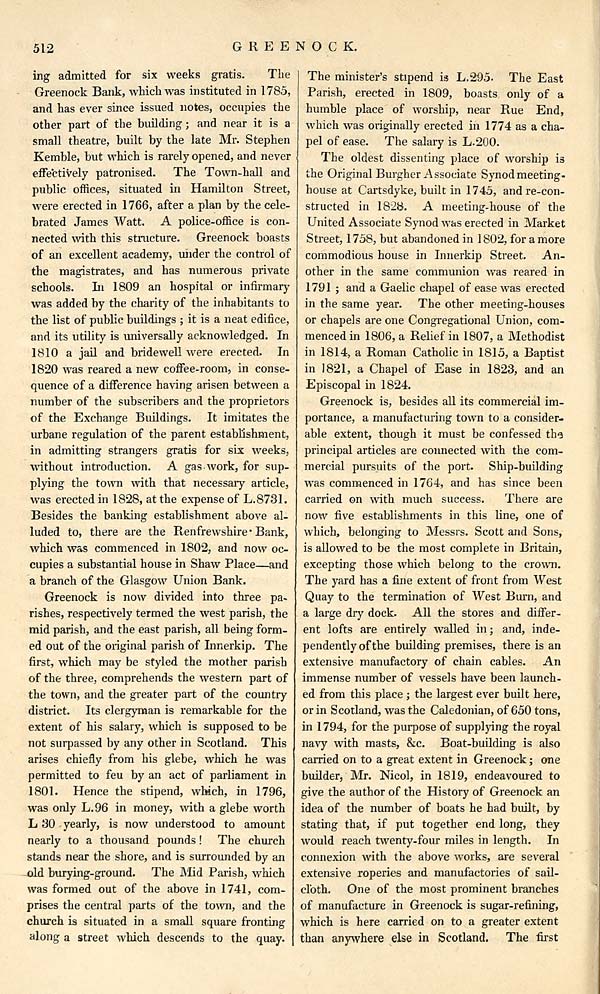 512
GREENOCK.
ing admitted for six weeks gratis. The
Greenock Bank, which was instituted in 1785,
and has ever since issued notes, occupies the
other part of the building; and near it is a
small theatre, built by the late Mr. Stephen
Kemble, but which is rarely opened, and never
effectively patronised. The Town-hall and
public offices, situated in Hamilton Street,
were erected in 1766, after a plan by the cele-
brated James Watt. A police-office is con-
nected with this structure. Greenock boasts
of an excellent academy, under the control of
the magistrates, and has numerous private
schools. In 1809 an hospital or infirmary
was added by the charity of the inhabitants to
the list of public buildings; it is a neat edifice,
and its utility is universally acknowledged. In
1810 a jail and bridewell were erected. In
1820 was reared a new coffee-room, in conse-
quence of a difference having arisen between a
number of the subscribers and the proprietors
of the Exchange Buildings. It imitates the
urbane regulation of the parent establishment,
in admitting strangers gratis for six weeks,
without introduction. A gas-work, for sup-
plying the town with that necessary article,
was erected in 1828, at the expense of L.8731.
Besides the banking establishment above al-
luded to, there are the Renfrewshire Bank,
which was commenced in 1802, and now oc-
cupies a substantial house in Shaw Place—and
a branch of the Glasgow Union Bank.
Greenock is now divided into three pa-
rishes, respectively termed the west parish, the
mid parish, and the east parish, all being form-
ed out of the original parish of Innerkip. The
first, which may be styled the mother parish
of the three, comprehends the western part of
the town, and the greater part of the country
district. Its clergyman is remarkable for the
extent of his salary, which is supposed to be
not surpassed by any other in Scotland. This
arises chiefly from his glebe, which he was
permitted to feu by an act of parliament in
1801. Hence the stipend, which, in 1796,
was only L.96 in money, with a glebe worth
L 30 yearly, is now understood to amount
nearly to a thousand pounds! The church
stands near the shore, and is surrounded by an
old burying-ground. The Mid Parish, which
was formed out of the above in 1741, com-
prises the central parts of the town, and the
church is situated in a small square fronting
along a street which descends to the quay.
The minister's stipend is L.295. The East
Parish, erected in 1809, boasts only of a
humble place of worship, near Rue End,
which was originally erected in 1774 as a cha-
pel of ease. The salary is L.200.
The oldest dissenting place of worship is
the Original Burgher Associate Synod meeting-
house at Cartsdyke, built in 1745, and re-con-
structed in 1828. A meeting-house of the
United Associate Synod was erected in Market
Street, 1758, but abandoned in 1802, for a more
commodious house in Innerkip Street. An-
other in the same communion was reared in
1791; and a Gaelic chapel of ease was erected
in the same year. The other meeting-houses
or chapels are one Congregational Union, com-
menced in 1806, a Relief in 1807, a Methodist
in 1814, a Roman Catholic in 1815, a Baptist
in 1821, a Chapel of Ease in 1823, and an
Episcopal in 1824.
Greenock is, besides all its commercial im-
portance, a manufacturing town to a consider-
able extent, though it must be confessed the
principal articles are connected with the com-
mercial pursuits of the port. Ship-building
was commenced in 1764, and has since been
carried on with much success. There are
now five establishments in this line, one of
which, belonging to Messrs. Scott and Sons,
is allowed to be the most complete in Britain,
excepting those which belong to the crown.
The yard has a fine extent of front from West
Quay to the termination of West Burn, and
a large dry dock. All the stores and differ-
ent lofts are entirely walled in; and, inde-
pendently of the building premises, there is an
extensive manufactory of chain cables. An
immense number of vessels have been launch-
ed from this place; the largest ever built here,
or in Scotland, was the Caledonian, of 650 tons,
in 1794, for the purpose of supplying the royal
navy with masts, &c. Boat-building is also
carried on to a great extent in Greenock; one
builder, Mr. Nicol, in 1819, endeavoured to
give the author of the History of Greenock an
idea of the number of boats he had built, by
stating that, if put together end long, they
would reach twenty-four miles in length. In
connexion with the above works, are several
extensive roperies and manufactories of sail-
cloth. One of the most prominent branches
of manufacture in Greenock is sugar-refining,
which is here carried on to a greater extent
than anywhere else in Scotland. The first